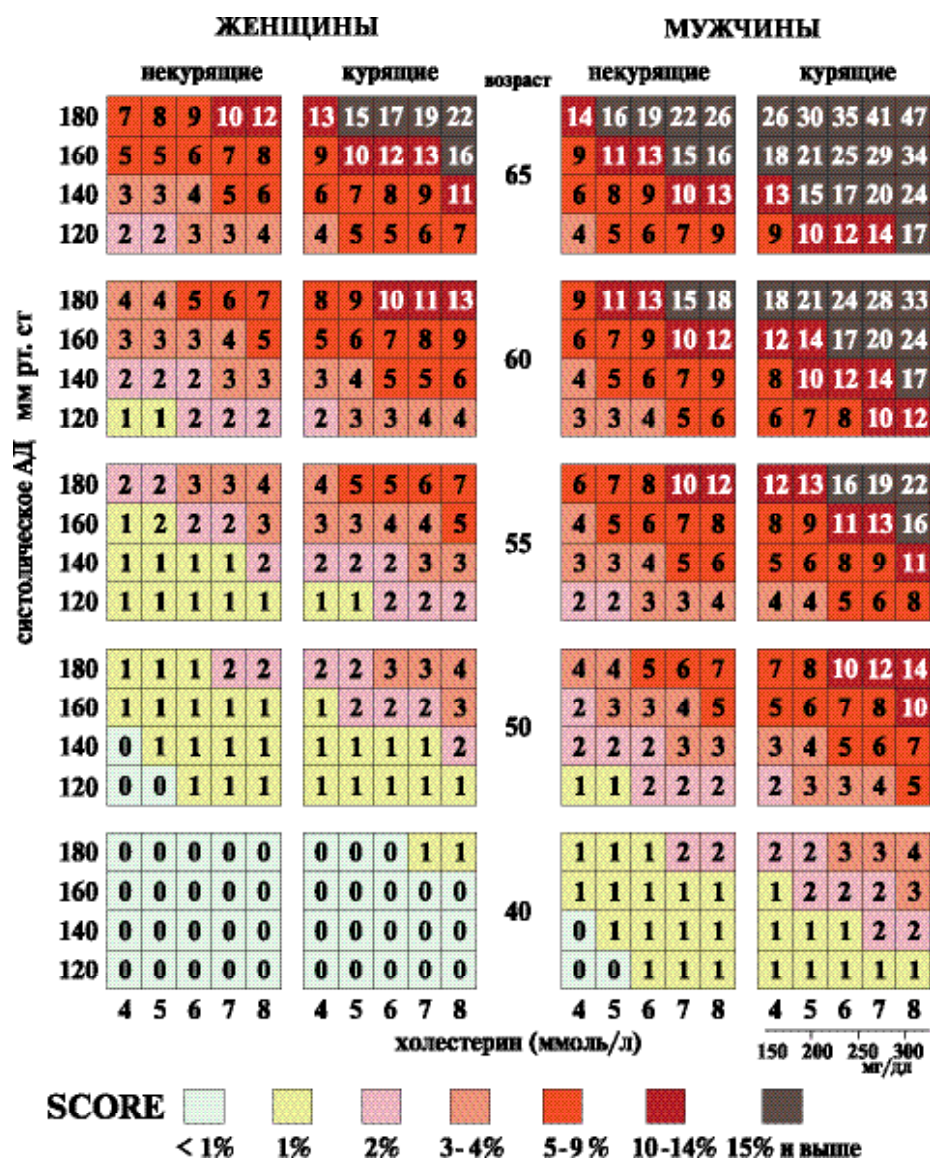 ЖЕНЩИНЫ МУЖЧИНЫ
некурящие курящие возраст некурящие курящие
180 7 8 9 10 12 13 15 17 19 22 14 16 19 22 26 26 30 35 41 47
160 5 5 6 7 8 9 10 12 13 16 9 11 13 15 16 18 21 25 29 34
65
140 3 3 4 5 6 6 7 8 9 11 6 8 9 10 13 13 15 17 20 24
120 2 2 3 3 4 4 5 5 6 7 4 5 6 7 9 9 10 12 14 17
180 4 4 5 6 7 8 9 10 11 13 9 11 13 15 18 18 21 24 28 33
160 3 3 3 4 5 5 6 7 8 9 6 7 9 10 12 12 14 17 20 24
60
140 2 2 2 3 3 3 4 5 5 6 4 5 6 7 9 8 10 12 14 17
120 1 1 2 2 2 2 3 3 4 4 3 3 4 5 6 6 7 8 10 12
систолическое АД мм рт. ст
180 2 2 3 3 4 4 5 5 6 7 6 7 8 10 12 12 13 16 19 22
160 1 2 2 2 3 3 3 4 4 5 4 5 6 7 8 8 9 11 13 16
55
140 1 1 1 1 2 2 2 2 3 3 3 3 4 5 6 5 6 8 9 11
120 1 1 1 1 1 1 1 2 2 2 2 2 3 3 4 4 4 5 6 8
180 1 1 1 2 2 2 2 3 3 4 4 4 5 6 7 7 8 10 12 14
160 1 1 1 1 1 1 2 2 2 3 2 3 3 4 5 5 6 7 8 10
50
140 0 1 1 1 1 1 1 1 1 2 2 2 2 3 3 3 4 5 6 7
120 0 0 1 1 1 1 1 1 1 1 1 1 2 2 2 2 3 3 4 5
180 0 0 0 0 0 0 0 0 1 1 1 1 1 2 2 2 2 3 3 4
160 0 0 0 0 0 0 0 0 0 0 1 1 1 1 1 1 2 2 2 3
40
140 0 0 0 0 0 0 0 0 0 0 0 1 1 1 1 1 1 1 2 2
120 0 0 0 0 0 0 0 0 0 0 0 0 1 1 1 1 1 1 1 1
4 5 6 7 8 4 5 6 7 8 4 5 6 7 8 4 5 6 7 8
холестерин (ммоль/л)
150 200 250 300
мг/дл
SCORE
< 1% 1% 2% 3-4% 5-9 % 10-14% 15% и выше